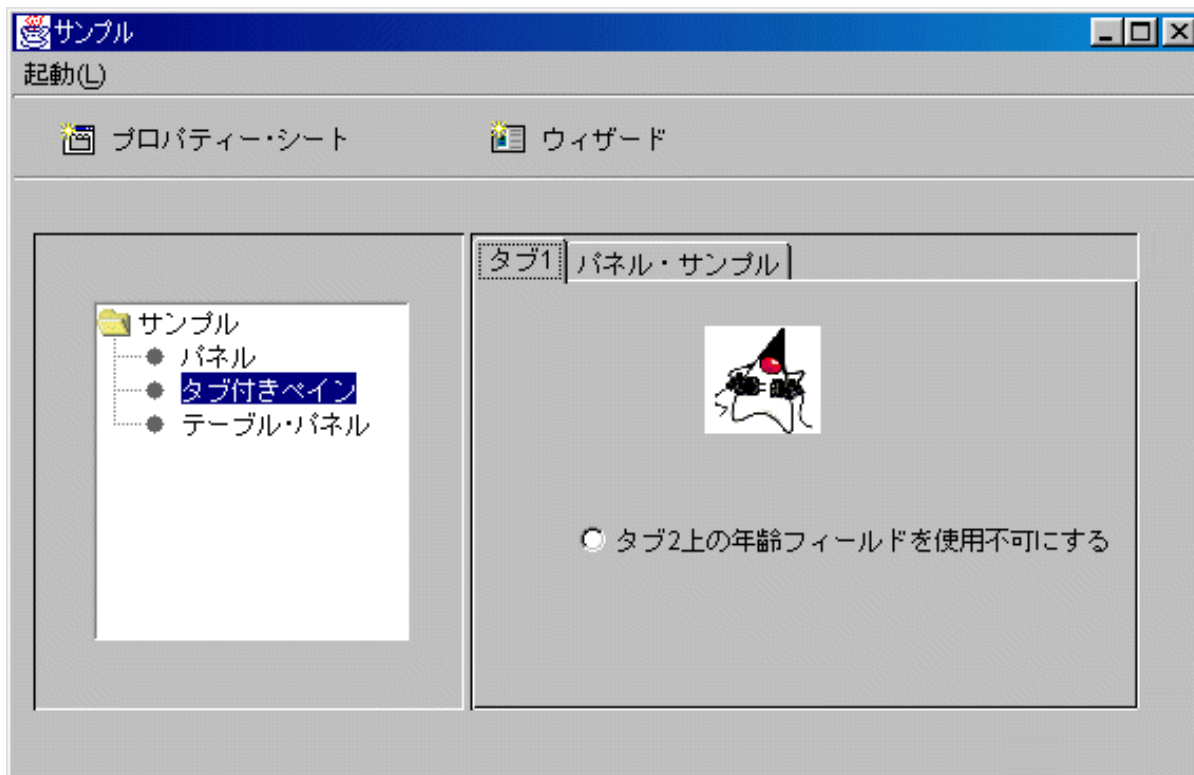 サンプル
起動(L)
プロパティー・シート ウィザード
タブ1 パネル・サンプル
サンプル
パネル
タブ付きペイン
テーブル・パネル
タブ2上の年齢フィールドを使用不可にする